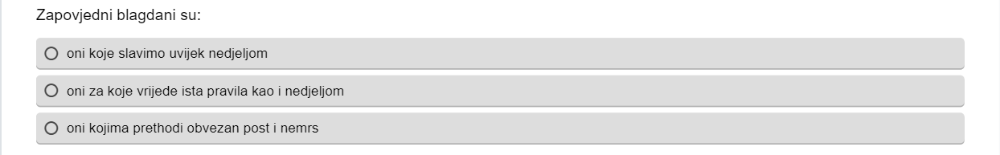 Zapovjedni blagdani su:
oni koje slavimo uvijek nedjeljom
oni za koje vrijede ista pravila kao i nedjeljom
oni kojima prethodi obvezan post i nemrs